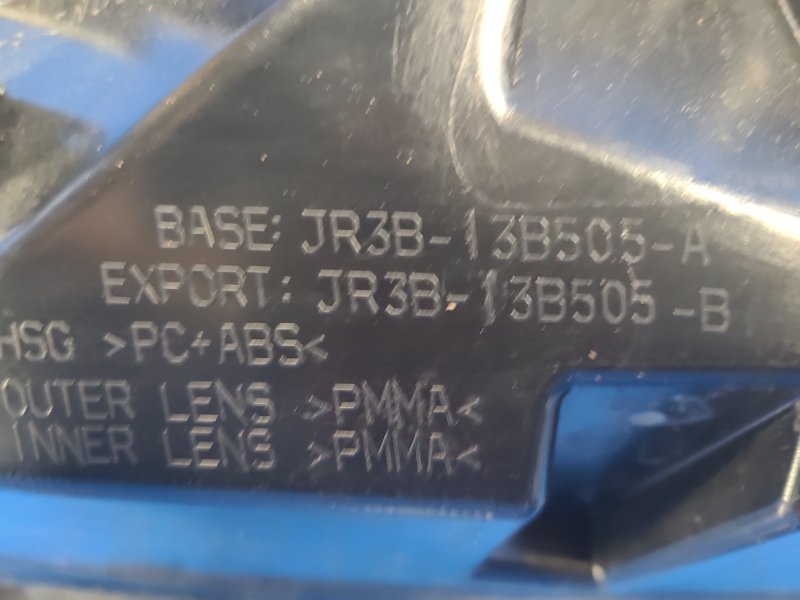 BASE: JR3B-13B505-A
EXPORT: JR3B-13B505-B
HSG >PC+ABS<
OUTER LENS >PMMA<
INNER LENS >PMMA<